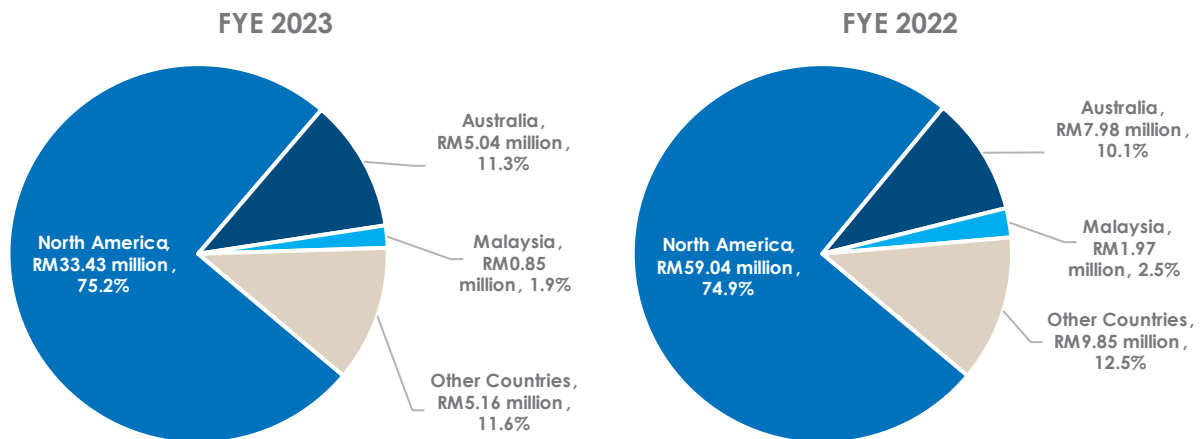 FYE 2023
Australia,
RM5.04 million,
11.3%
North America,
RM33.43 million,
75.2%
Malaysia,
RM0.85
million, 1.9%
Other Countries,
RM5.16 million,
11.6%
FYE 2022
Australia,
RM7.98 million,
10.1%
North America,
RM59.04 million,
74.9%
Malaysia,
RM1.97
million, 2.5%
Other Countries,
RM9.85 million,
12.5%